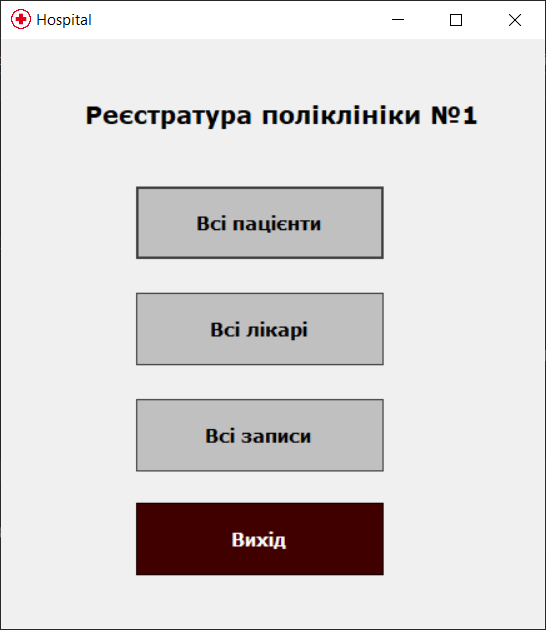 Hospital
Реєстратура поліклініки №1
Всі пацієнти
Всі лікарі
Всі записи
Вихід